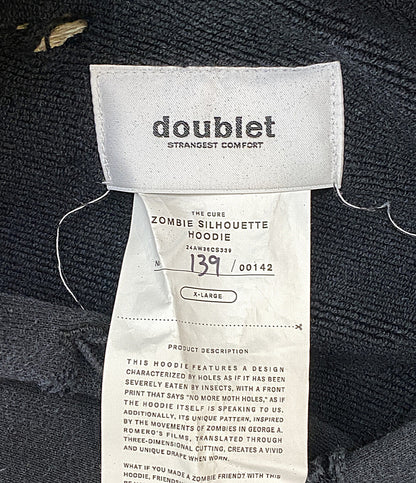 doublet
STRANGEST COMFORT
THE CURE
ZOMBIE SILHOUETTE
HOODIE
24AW36CS339
139 /00142
X-LARGE
PRODUCT DESCRIPTION
THIS HOODIE FEATURES A DESIGN
CHARACTERIZED BY HOLES AS IF IT HAS BEEN
SEVERELY EATEN BY INSECTS, WITH A FRONT
PRINT THAT SAYS "NO MORE MOTH HOLES," AS IF
THE HOODIE ITSELF IS SPEAKING TO US.
ADDITIONALLY, ITS UNIQUE PATTERN, INSPIRED
BY THE MOVEMENTS OF ZOMBIES IN GEORGE A.
ROMERO'S FILMS, TRANSLATED THROUGH
THREE-DIMENSIONAL CUTTING, CREATES A VIVID
AND UNIQUE DRAPE WHEN WORN.
WHAT IF YOU MADE A ZOMBIE FRIEND? WITH THIS
HOODIE,